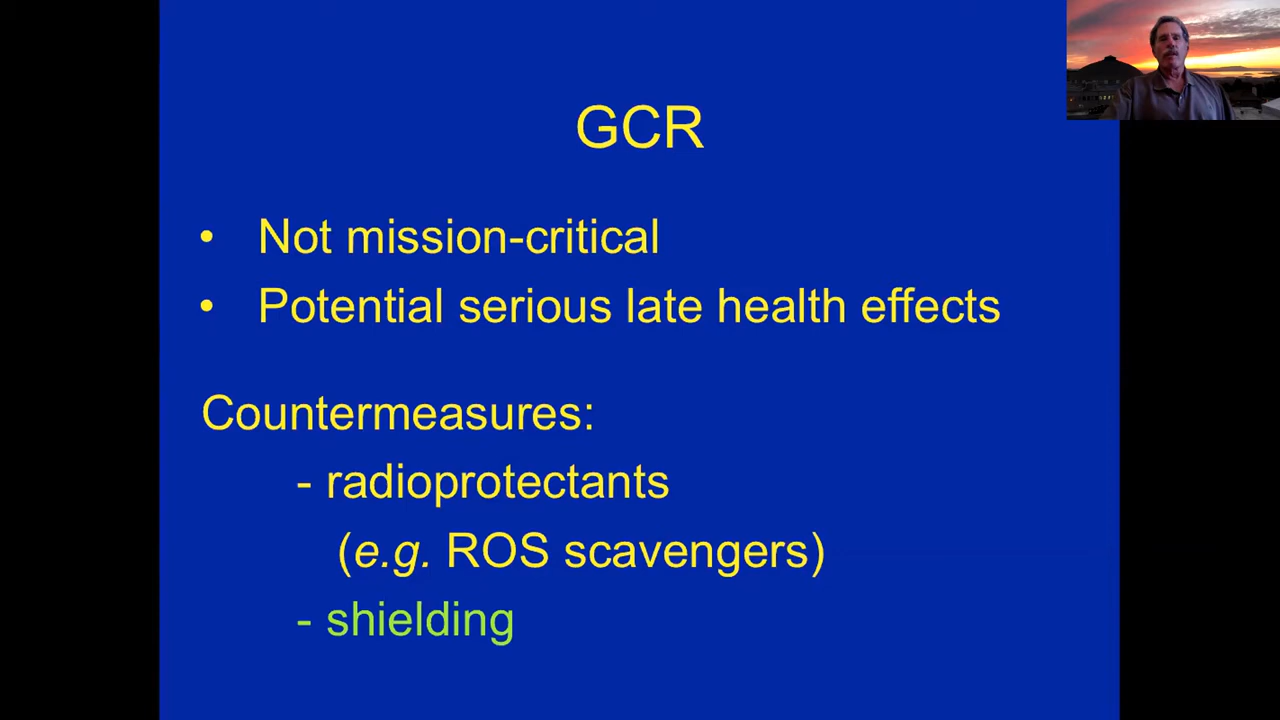 GCR
• Not mission-critical
• Potential serious late health effects
Countermeasures:
- radioprotectants
(e.g. ROS scavengers)
- shielding